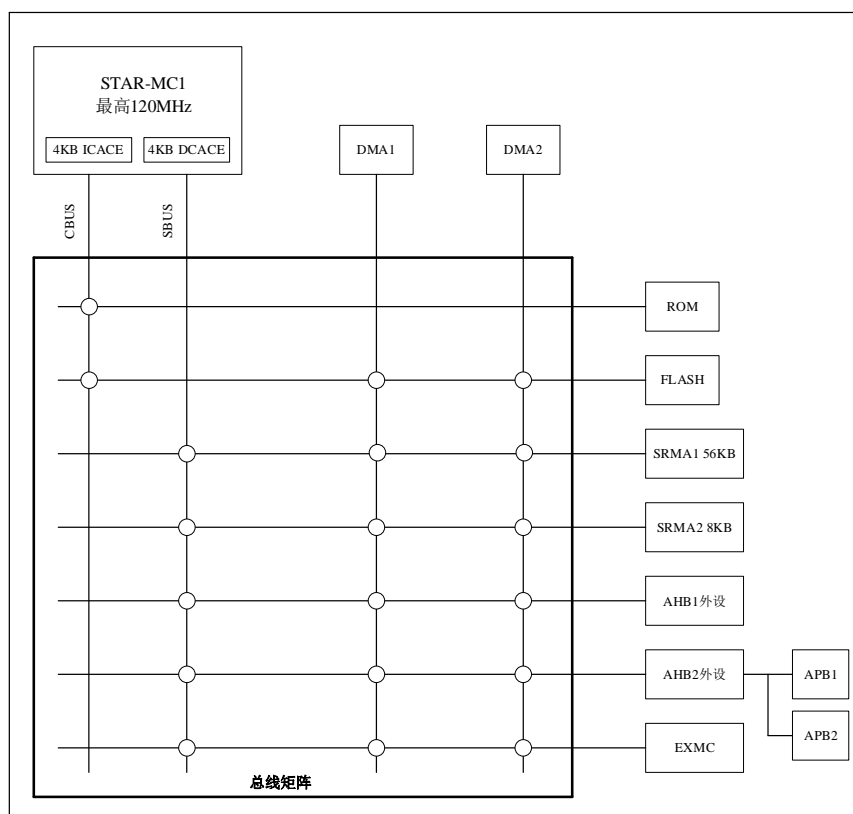 STAR-MC1
最高120MHz
4KB ICACE
4KB DCACE
DMA1
DMA2
CBUS
SBUS
ROM
FLASH
SRMA1 56KB
SRMA2 8KB
AHB1外设
AHB2外设
APB1
APB2
EXMC
总线矩阵